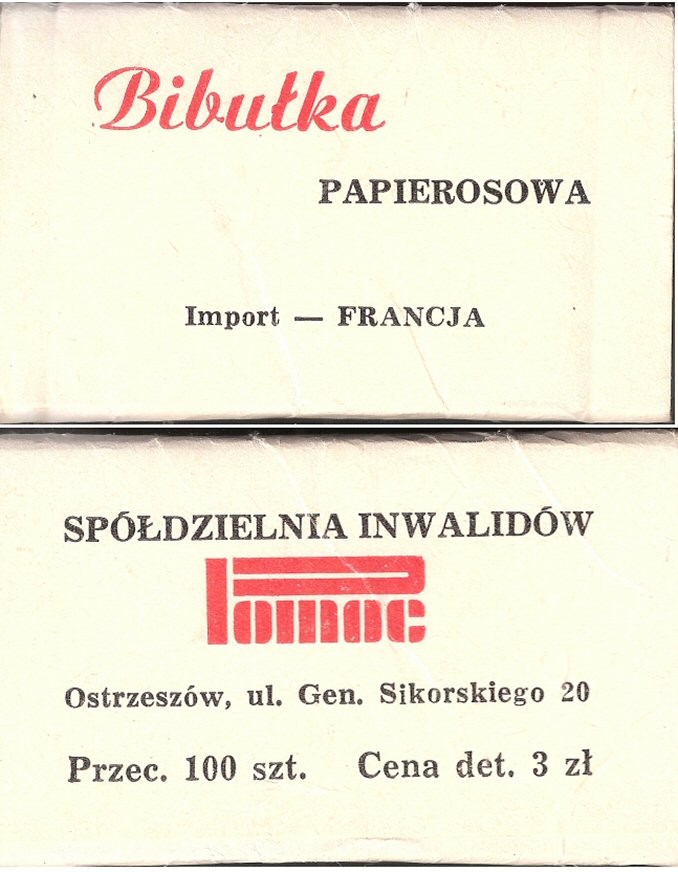 Bibułka
PAPIEROSOWA
Import — FRANCJA
SPÓŁDZIELNIA INWALIDÓW
Pomoc
Ostrzeszów, ul. Gen. Sikorskiego 20
Przec. 100 szt. Cena det. 3 zł